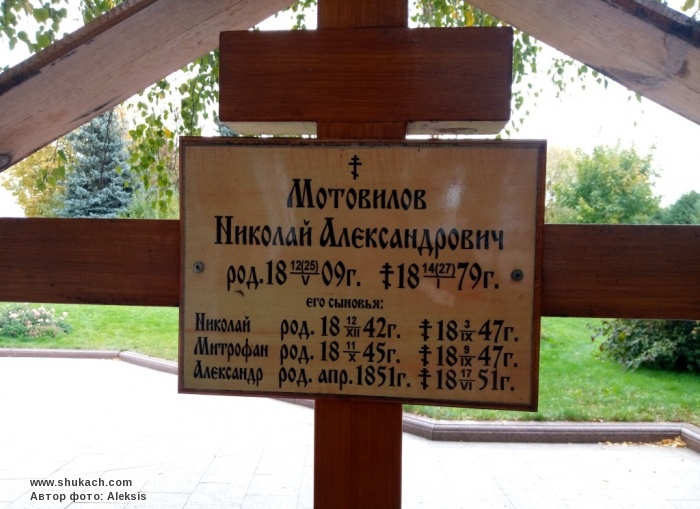 Мотовилов
Николай Александрович
род. 18 12(25)/V 09г. ☦18 14(27)/I 79г.
его сыновья:
Николай род. 18 12/XII 42г. ☦18 3/IX 47г.
Митрофан род. 18 11/X 45г. ☦18 9/IX 47г.
Александр род. апр. 1851г. ☦18 17/VI 51г.
www.shukach.com
Автор фото: Aleksis